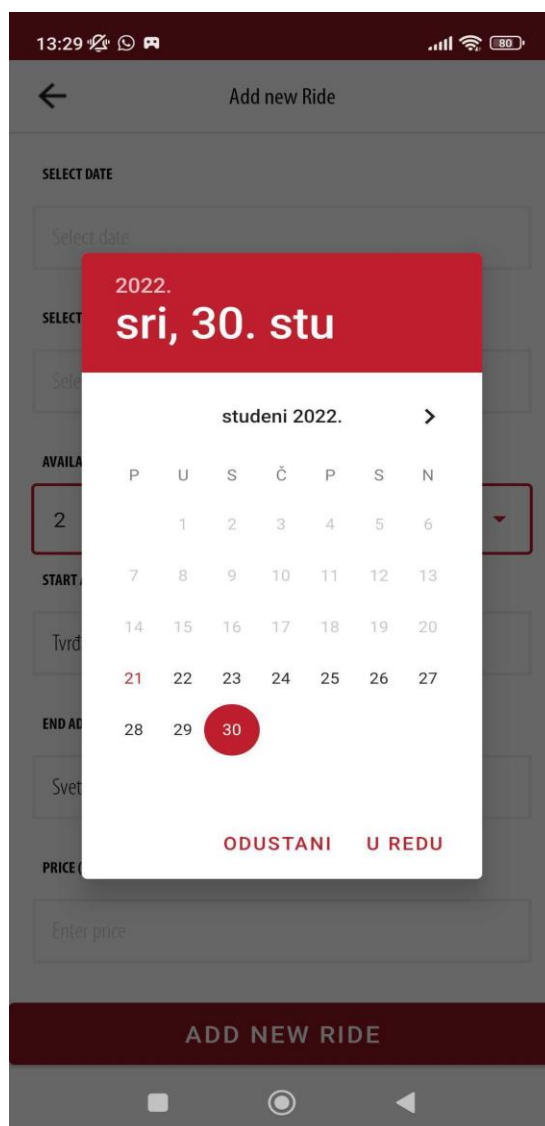 13:29 80
Add new Ride
SELECT DATE
Select date
2022.
sri, 30. stu
SELECT
Sele
studeni 2022.
AVAILA
P U S Č P S N
2
1 2 3 4 5 6
START
7 8 9 10 11 12 13
14 15 16 17 18 19 20
Tvrđ
21 22 23 24 25 26 27
END AD
28 29 30
Svet
ODUSTANI U REDU
PRICE (
Enter price
ADD NEW RIDE